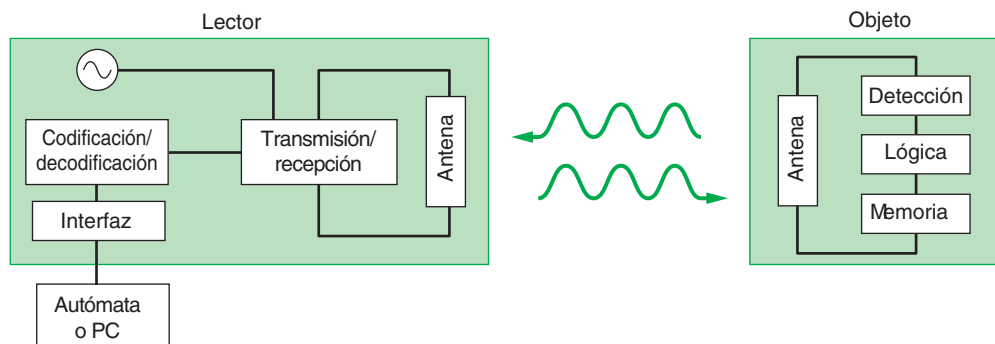 Lector
Codificación/
decodificación
Transmisión/
recepción
Antena
Interfaz
Autómata
o PC
Objeto
Antena
Detección
Lógica
Memoria